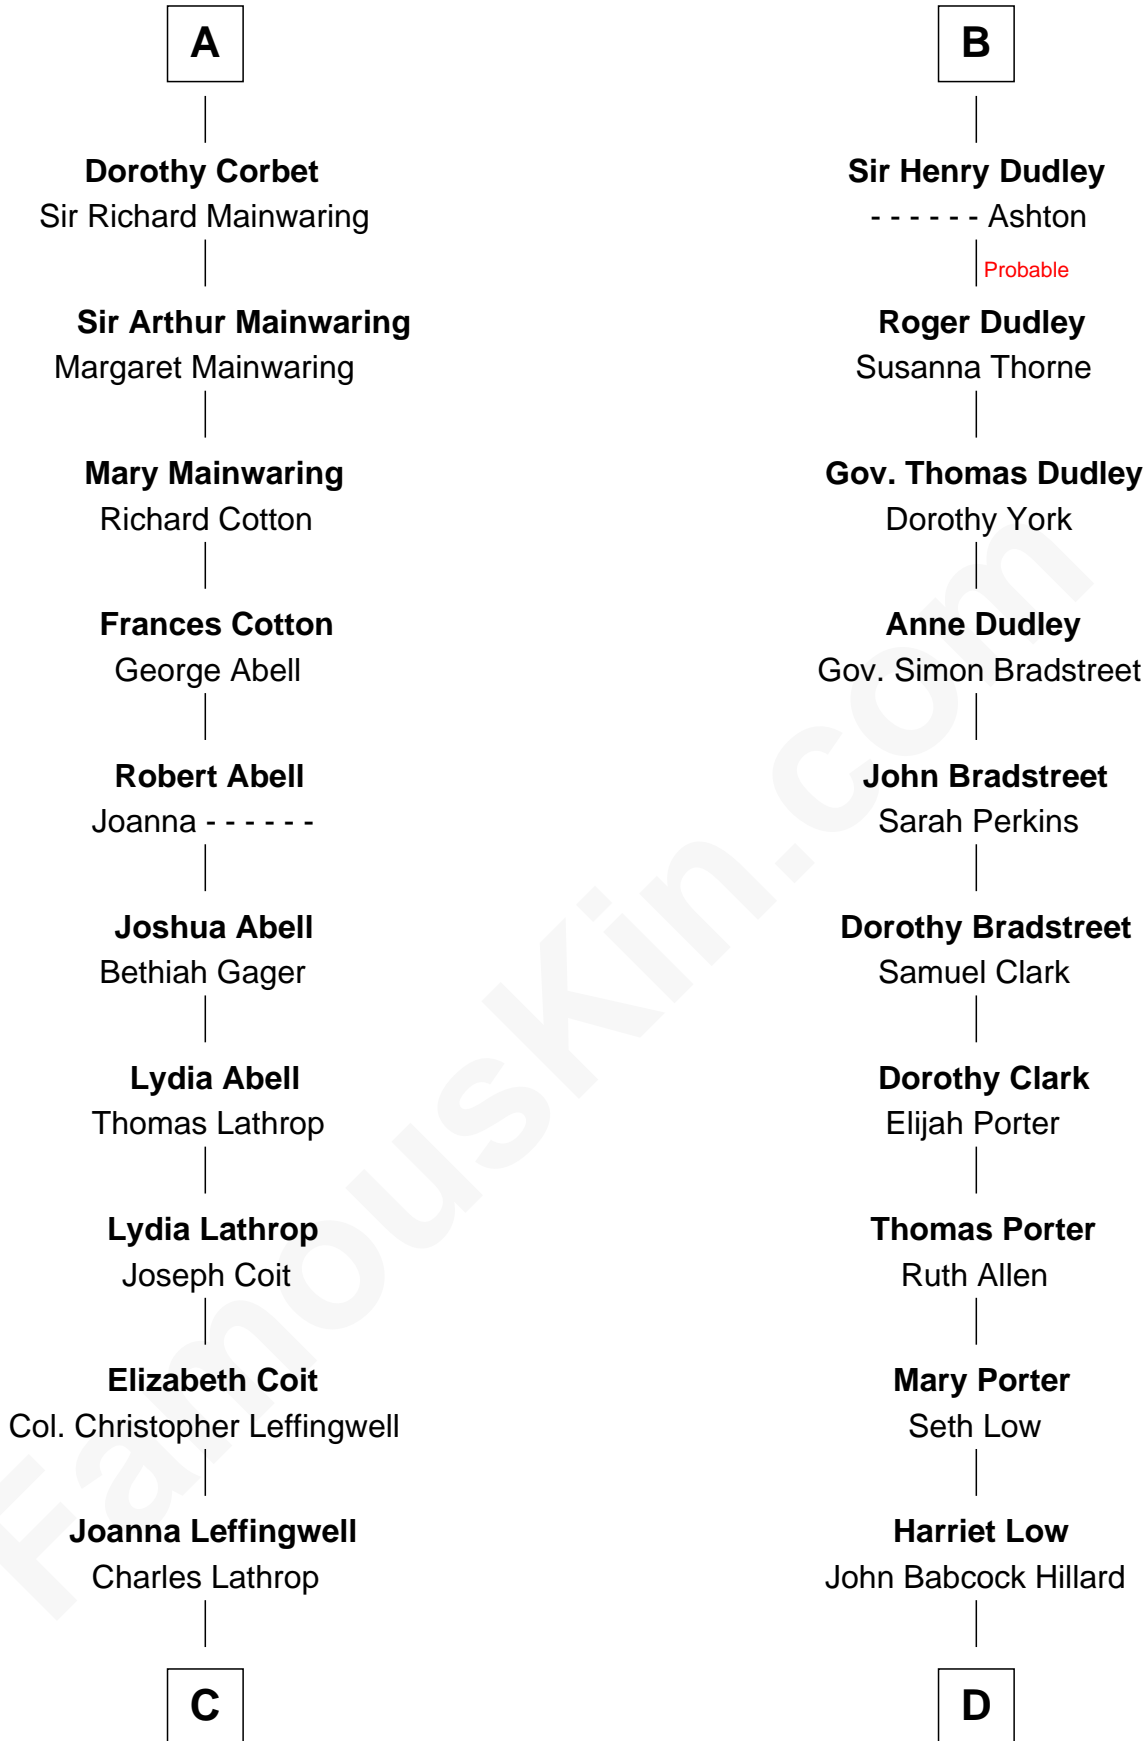 A
Dorothy Corbet
Sir Richard Mainwaring
Sir Arthur Mainwaring
Margaret Mainwaring
Mary Mainwaring
Richard Cotton
Frances Cotton
George Abell
Robert Abell
Joanna - - - - - -
Joshua Abell
Bethiah Gager
Lydia Abell
Thomas Lathrop
Lydia Lathrop
Joseph Coit
Elizabeth Coit
Col. Christopher Leffingwell
Joanna Leffingwell
Charles Lathrop
C
B
Sir Henry Dudley
- - - - - - Ashton
Probable
Roger Dudley
Susanna Thorne
Gov. Thomas Dudley
Dorothy York
Anne Dudley
Gov. Simon Bradstreet
John Bradstreet
Sarah Perkins
Dorothy Bradstreet
Samuel Clark
Dorothy Clark
Elijah Porter
Thomas Porter
Ruth Allen
Mary Porter
Seth Low
Harriet Low
John Babcock Hillard
D
FamousKin.com